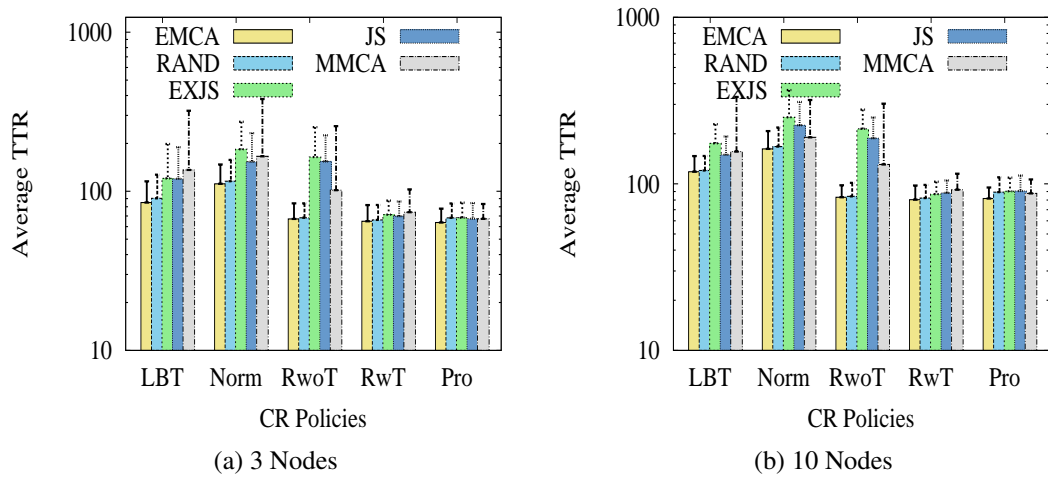 1000
100
10
Average TTR
EMCA
RAND
EXJS
JS
MMCA
LBT Norm RwoT RwT Pro
CR Policies
(a) 3 Nodes
1000
100
10
Average TTR
EMCA
RAND
EXJS
JS
MMCA
LBT Norm RwoT RwT Pro
CR Policies
(b) 10 Nodes